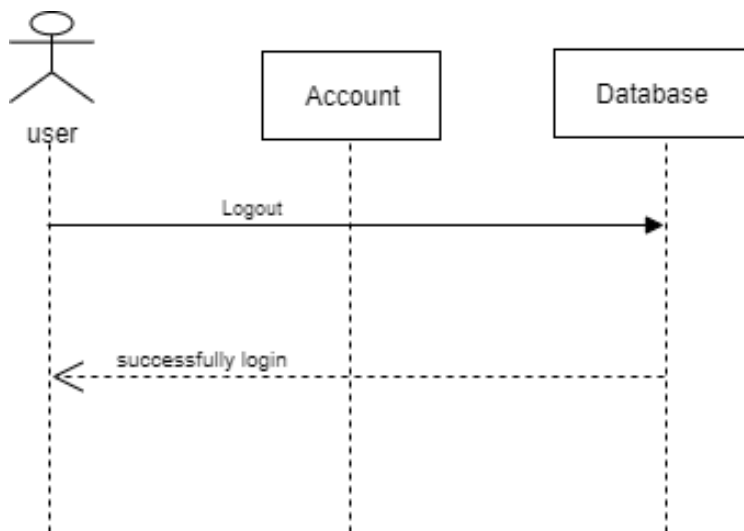 user
Account
Database
Logout
successfully login